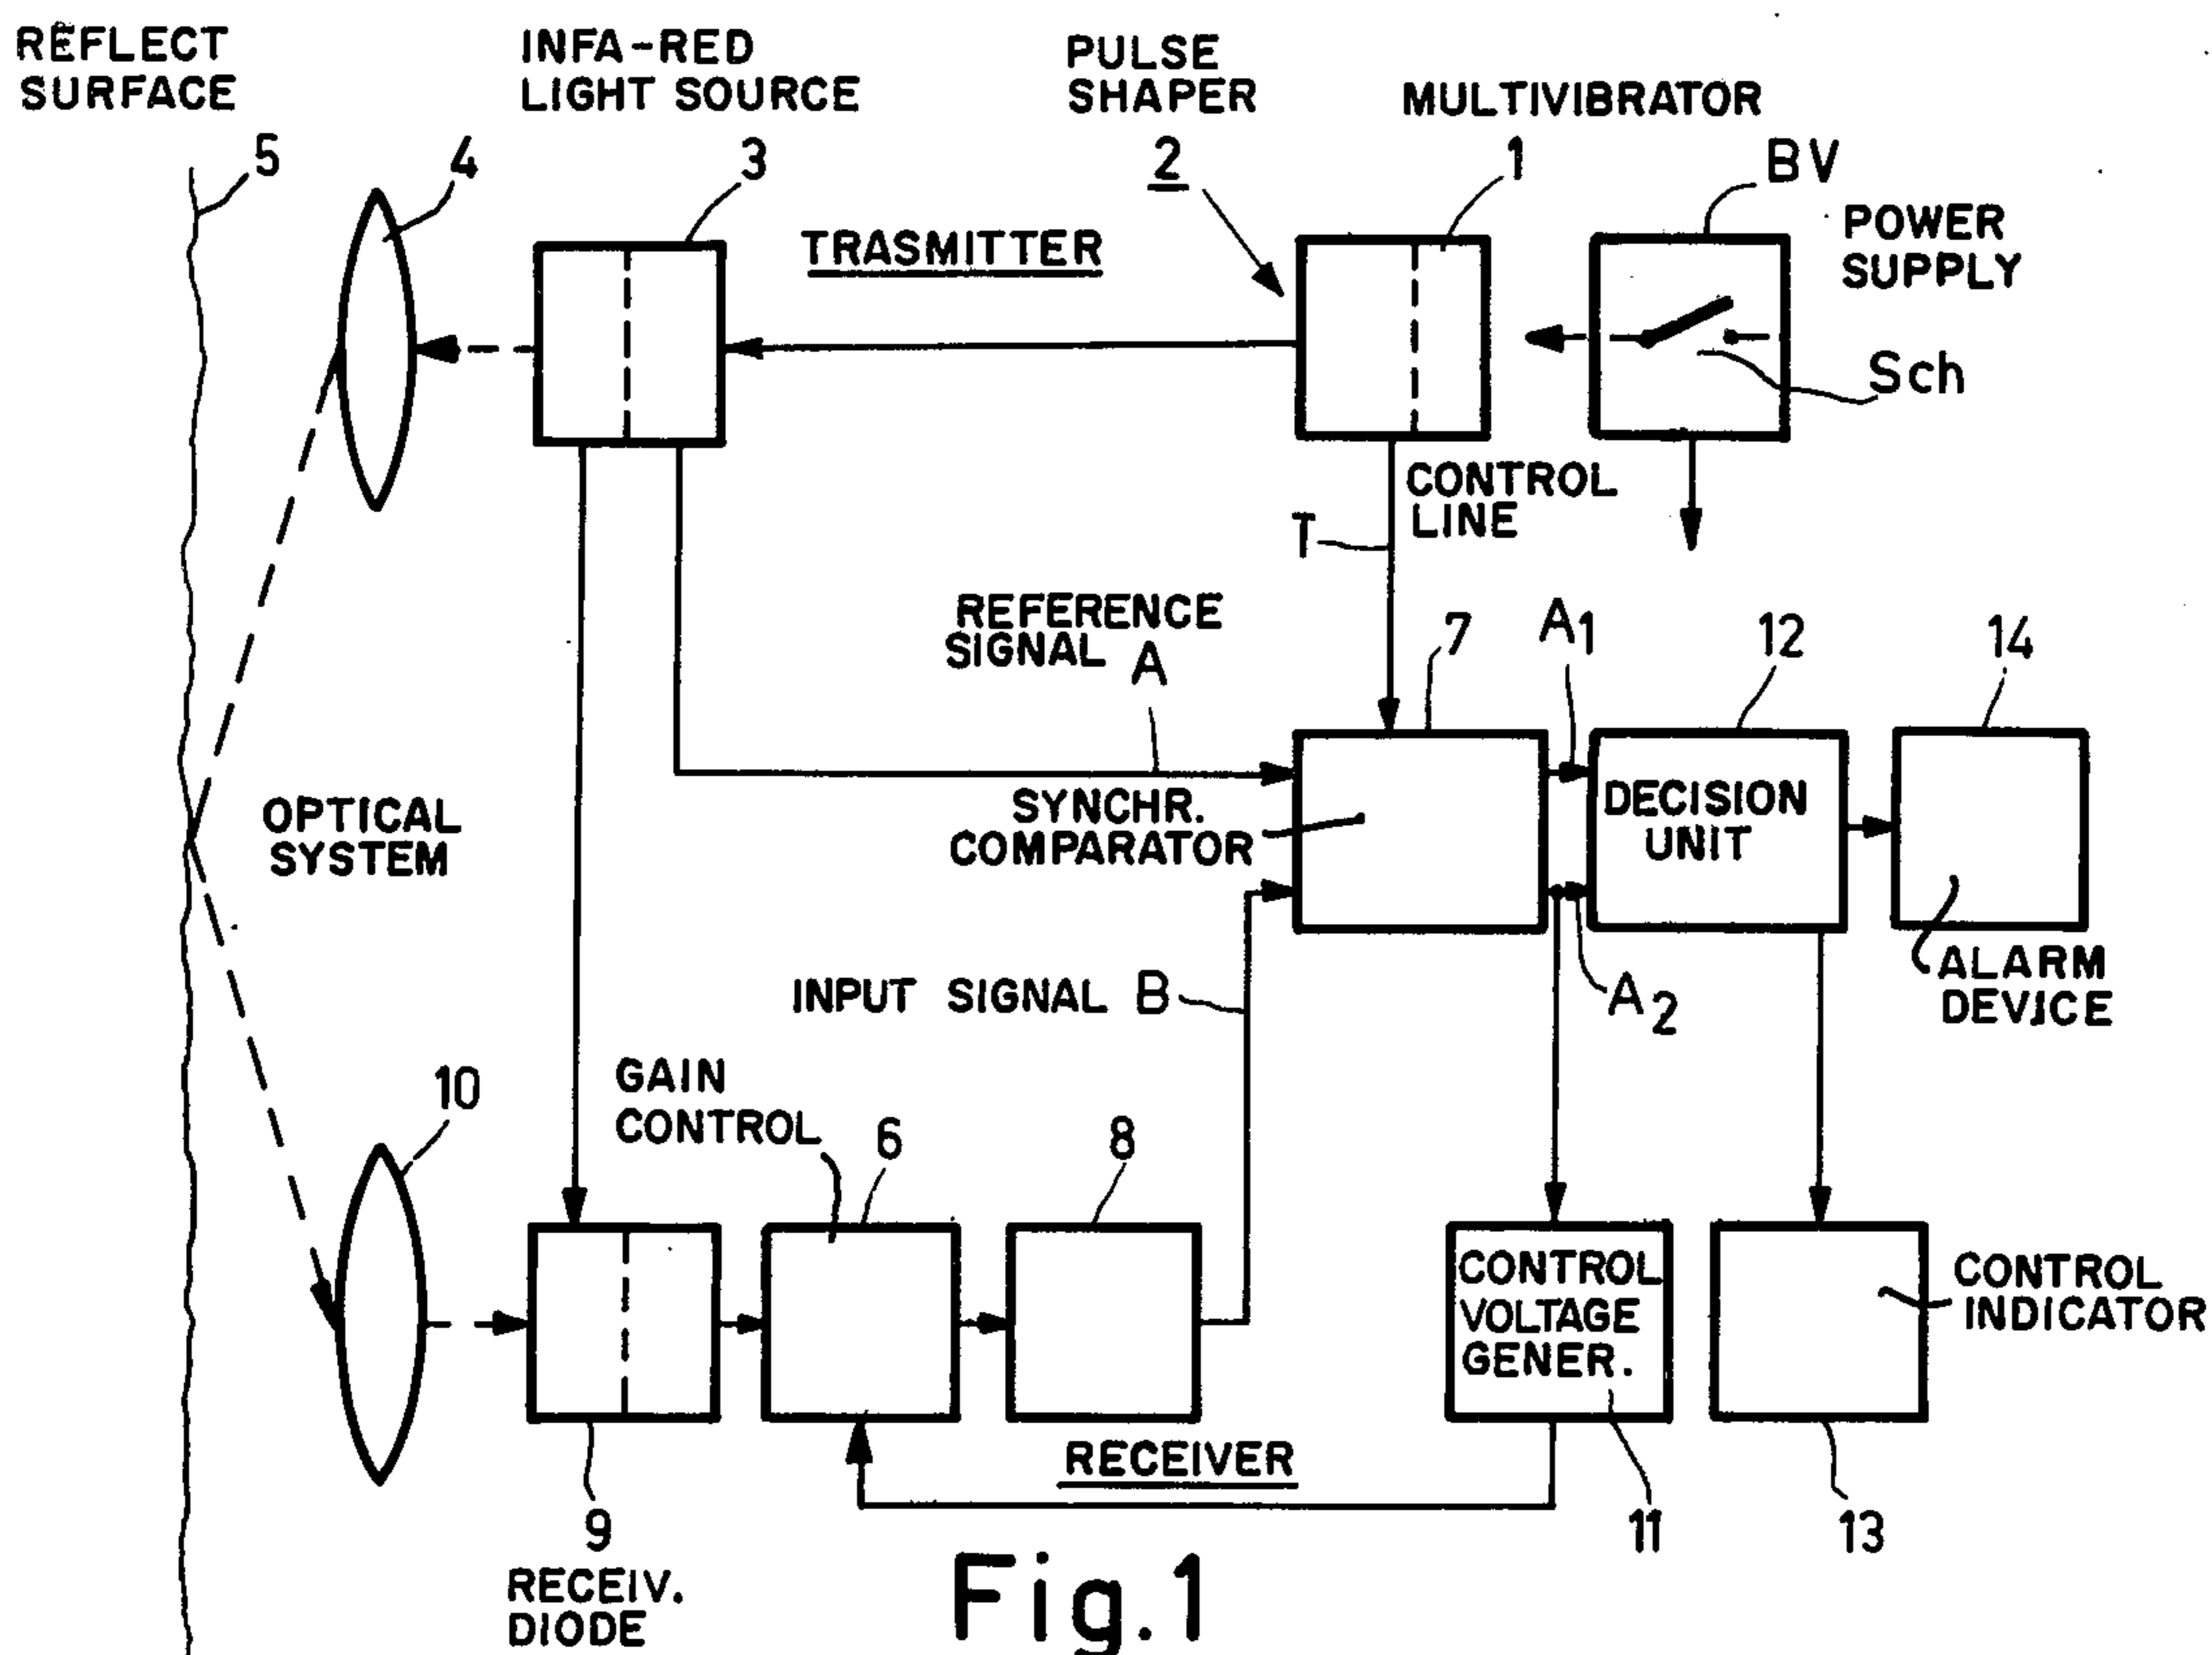 REFLECT
SURFACE
INFA-RED
LIGHT SOURCE
PULSE
SHAPER
MULTIVIBRATOR
5
4
3
2
1
BV
POWER
SUPPLY
TRASMITTER
Sch
CONTROL
LINE
T
REFERENCE
SIGNAL A
7
A1
12
14
OPTICAL
SYSTEM
SYNCHR.
COMPARATOR
DECISION
UNIT
INPUT SIGNAL B
A2
ALARM
DEVICE
10
GAIN
CONTROL
6
8
CONTROL
VOLTAGE
GENER.
CONTROL
INDICATOR
RECEIVER
9
11
13
RECEIV.
DIODE
Fig.1